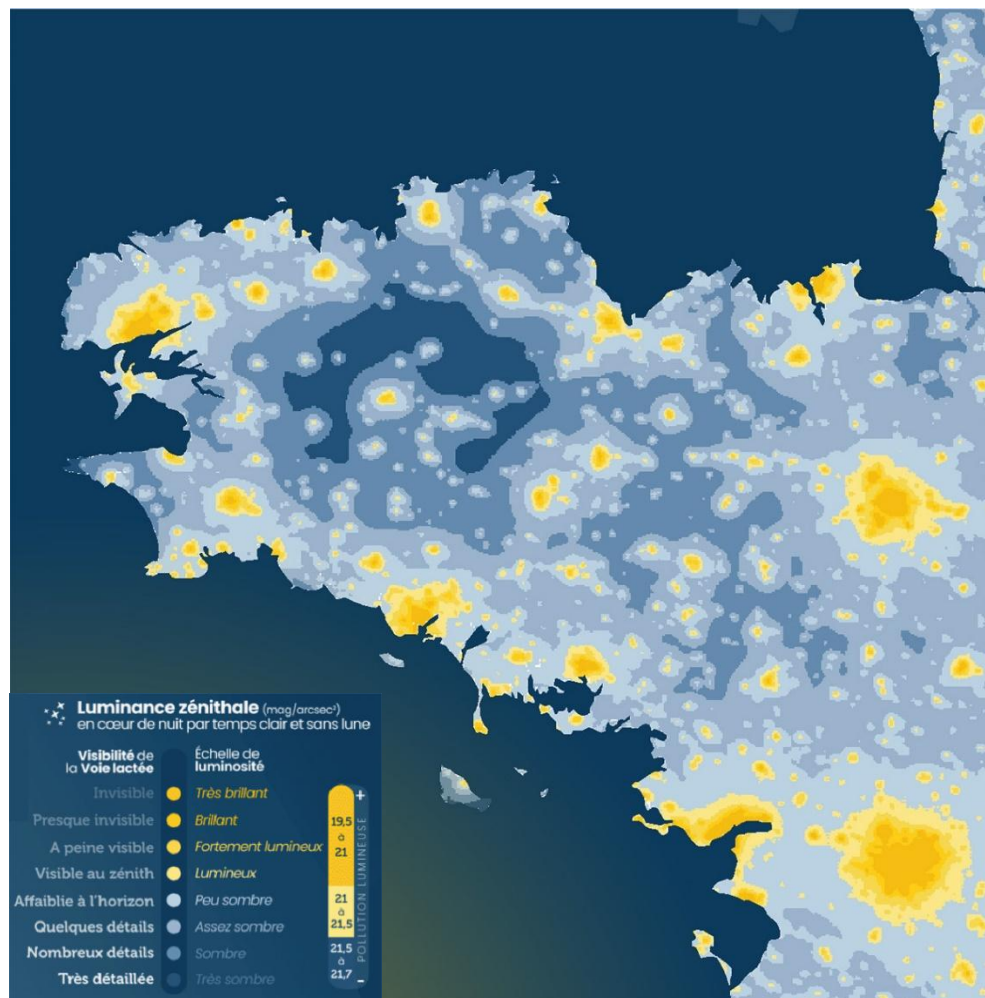 Luminance zénithale (mag/arcsec²)
en cœur de nuit par temps clair et sans lune
Visibilité de
la Voie lactée
Échelle de
luminosité
Invisible
Très brillant
Presque invisible
Brillant
A peine visible
Fortement lumineux
Visible au zénith
Lumineux
Affaiblie à l'horizon
Peu sombre
Quelques détails
Assez sombre
Nombreux détails
Sombre
Très détaillée
Très sombre
+
19,5
à
21
21
à
21,5
21,5
à
21,7
-
POLLUTION LUMINEUSE